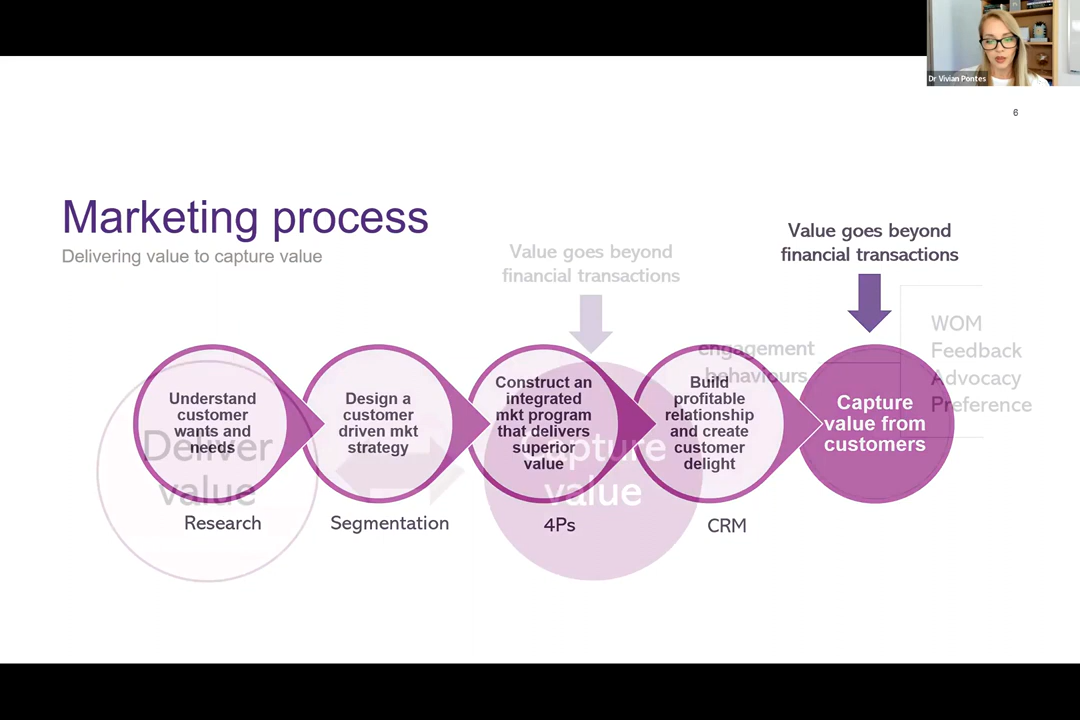 Dr Vivian Pontes
6
Marketing process
Delivering value to capture value
Value goes beyond
financial transactions
Value goes beyond
financial transactions
WOM
Feedback
Advocacy
Preference
engagement
behaviours
Understand
customer
wants and
needs
Design a
customer
driven mkt
strategy
Construct an
integrated
mkt program
that delivers
superior
value
Build
profitable
relationship
and create
customer
delight
Capture
value from
customers
Deliver
value
Capture
value
Research
Segmentation
4Ps
CRM